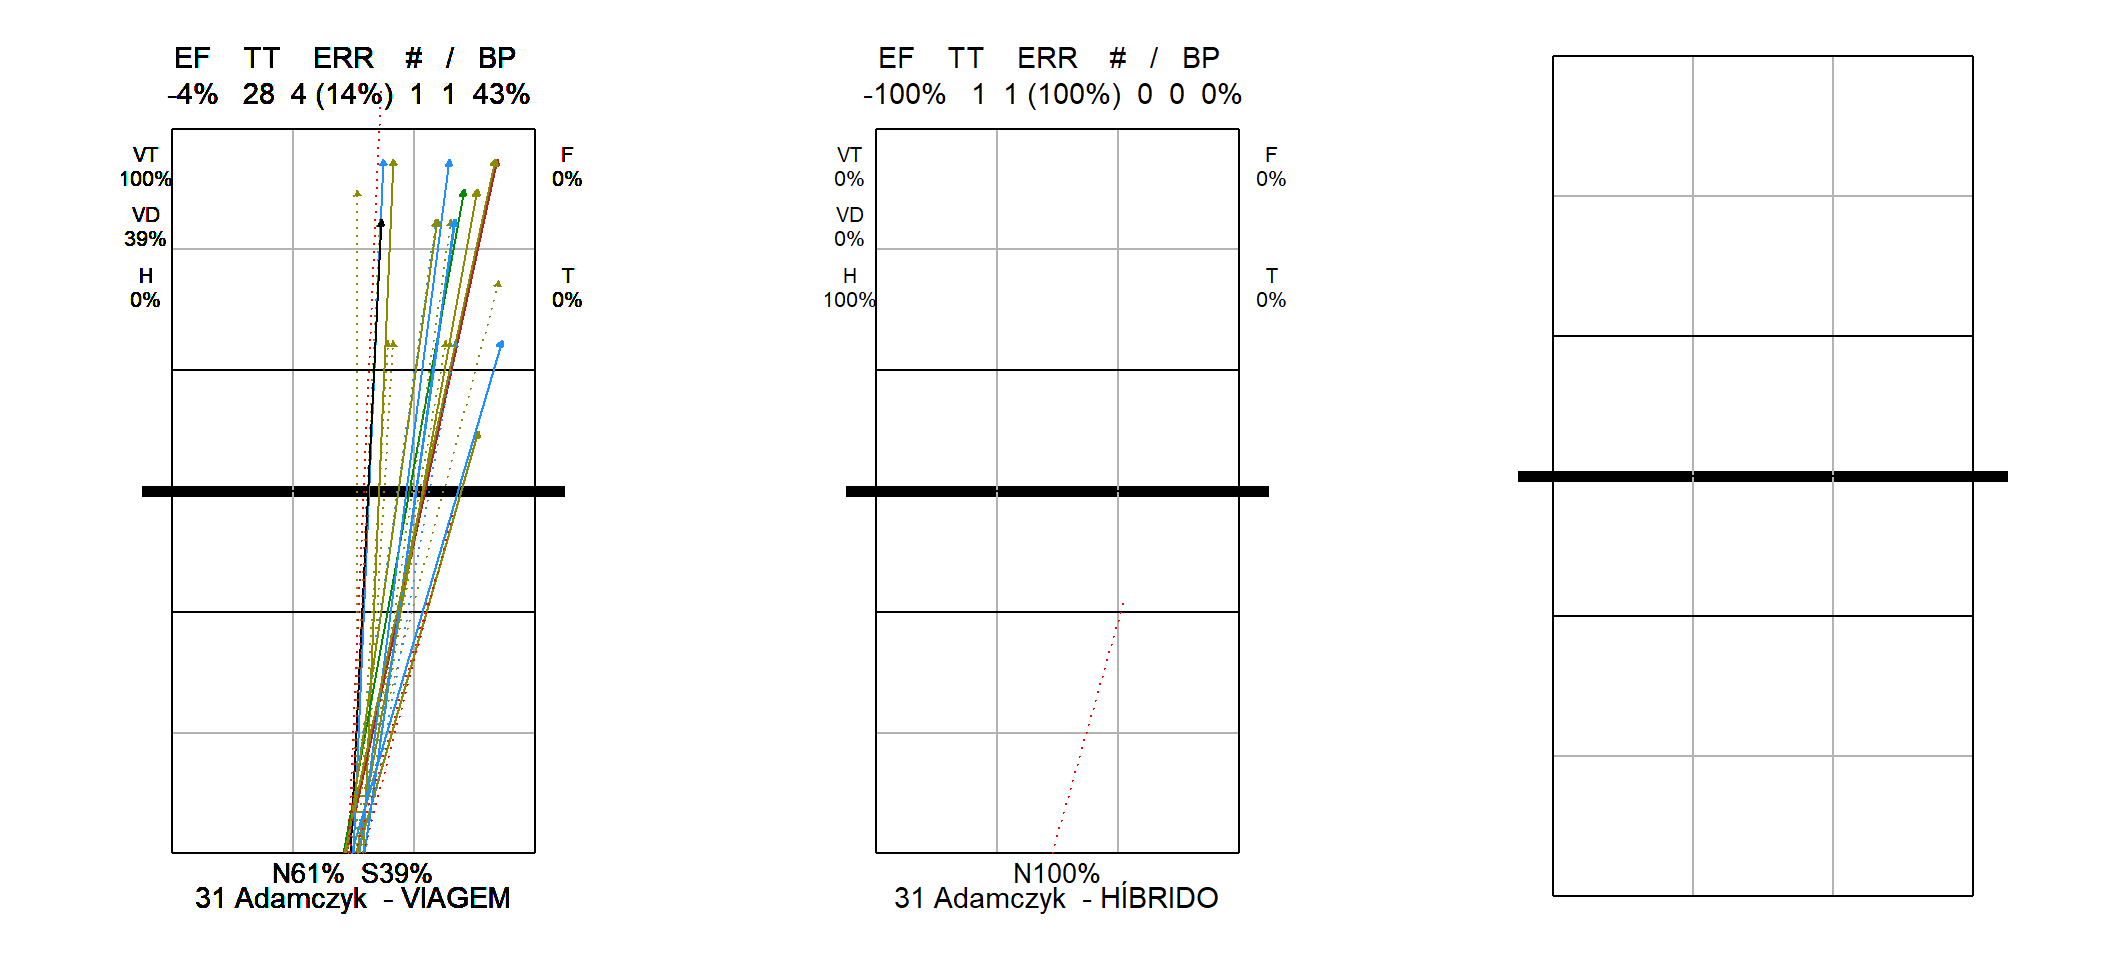 EF TT ERR # / BP
-4% 28 4 (14%) 1 1 43%
VT
100%
VD
39%
H
0%
F
0%
T
0%
N61% S39%
31 Adamczyk - VIAGEM
EF TT ERR # / BP
-100% 1 1 (100%) 0 0 0%
VT
0%
VD
0%
H
100%
F
0%
T
0%
N100%
31 Adamczyk - HÍBRIDO